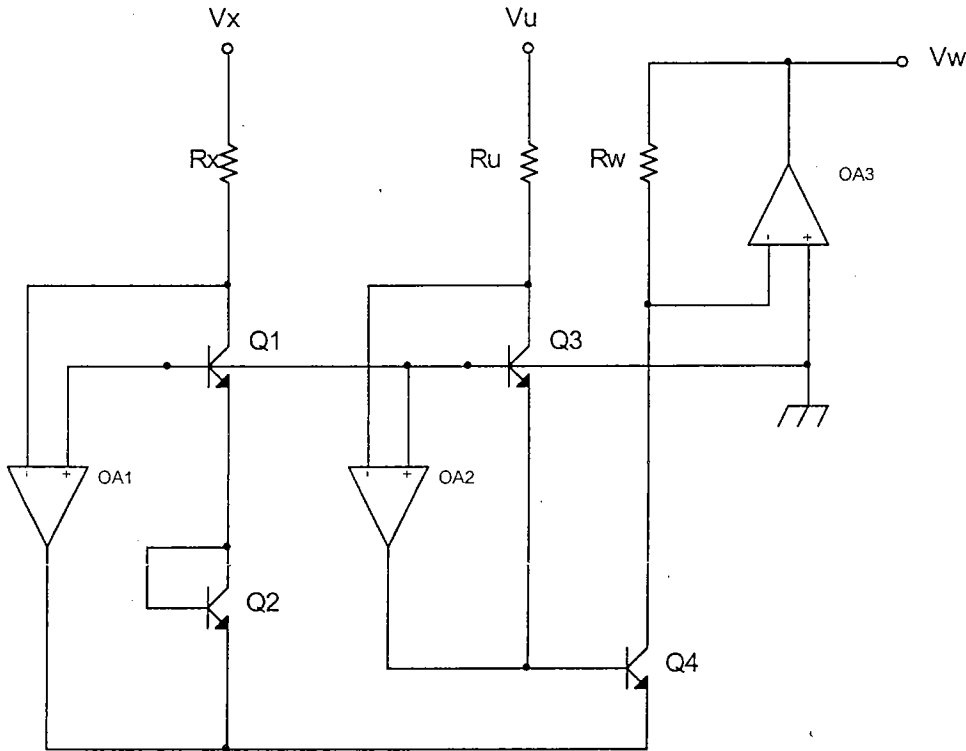 Vx
Vu
Vw
Rx
Ru
Rw
OA3
- +
Q1
Q3
- +
OA1
- +
OA2
Q2
Q4